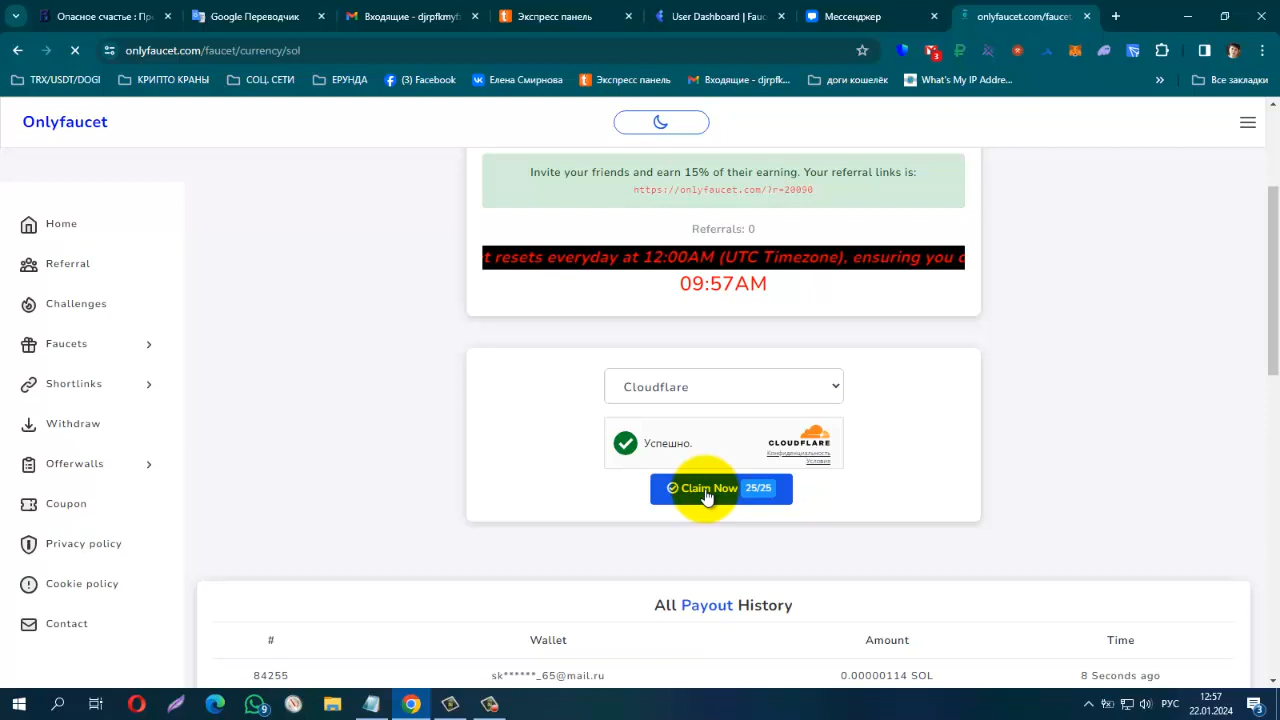 Опасно счастье : Пр
Google Переводчик
Входящие - djrpfkmyf
Экспресс панель
User Dashboard | Fauc
Мессенджер
onlyfaucet.com/faucet
onlyfaucet.com/faucet/currency/sol
3
TRX/USDT/DOGI
КРИПТО КРАНЫ
СОЦ. СЕТИ
ЕРУНДА
(3) Facebook
Елена Смирнова
Экспресс панель
Входящие - djrpfk...
доги кошелёк
What's My IP Addre...
Все закладки
Onlyfaucet
Invite your friends and earn 15% of their earning. Your referral links is:
https://onlyfaucet.com/?r=20090
Referrals: 0
t resets everyday at 12:00AM (UTC Timezone), ensuring you c
09:57AM
Home
Referral
Challenges
Faucets
Shortlinks
Withdraw
Offerwalls
Coupon
Privacy policy
Cookie policy
Contact
Cloudflare
Успешно.
CLOUDFLARE
Конфиденциальность
Условия
Claim Now 25/25
All Payout History
# Wallet Amount Time
84255 sk******_65@mail.ru 0.00000114 SOL 8 Seconds ago
9
РУС
12:57
22.01.2024
3